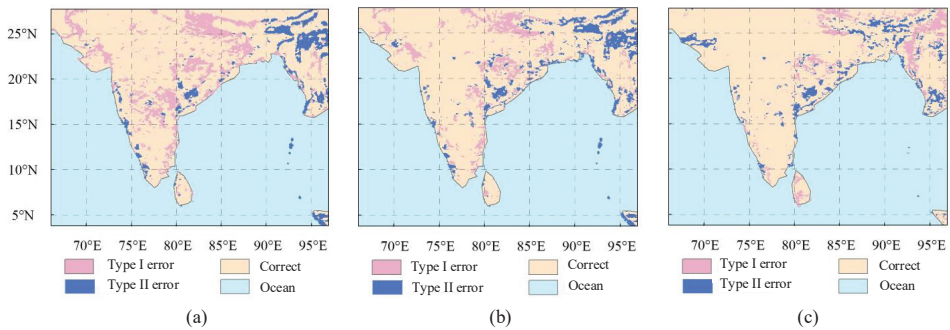 25°N
20°N
15°N
10°N
5°N
70°E 75°E 80°E 85°E 90°E 95°E
Type I error Correct
Type II error Ocean
(a)
70°E 75°E 80°E 85°E 90°E 95°E
Type I error Correct
Type II error Ocean
(b)
70°E 75°E 80°E 85°E 90°E 95°E
Type I error Correct
Type II error Ocean
(c)